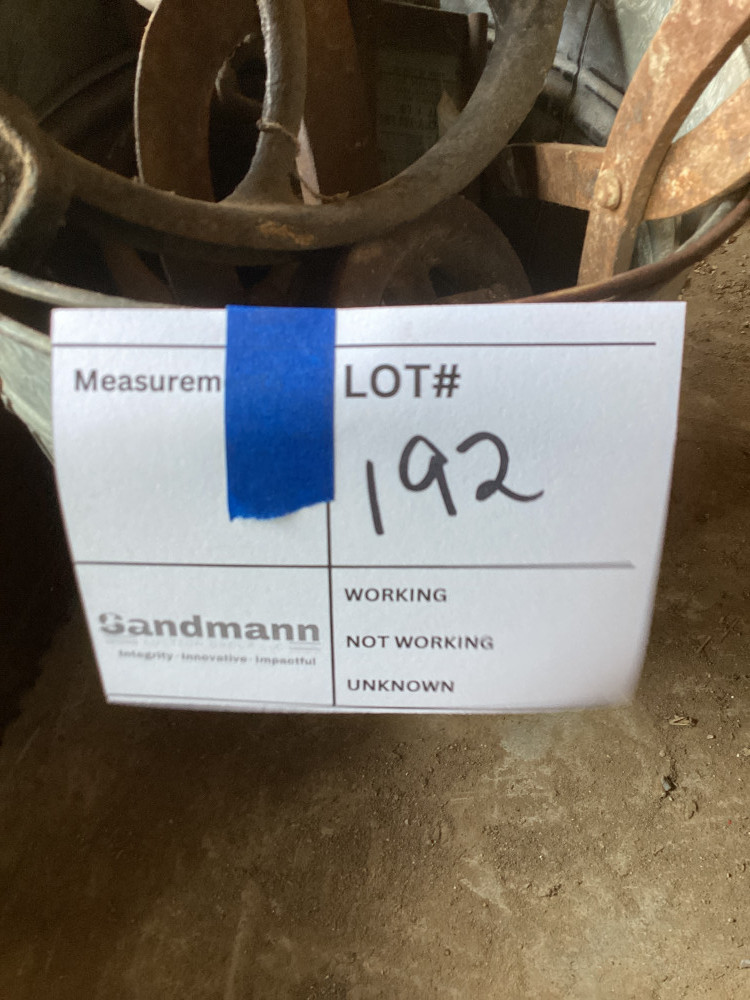 Measurem
LOT#
192
Sandmann
Integrity · Innovative · Impactful
WORKING
NOT WORKING
UNKNOWN